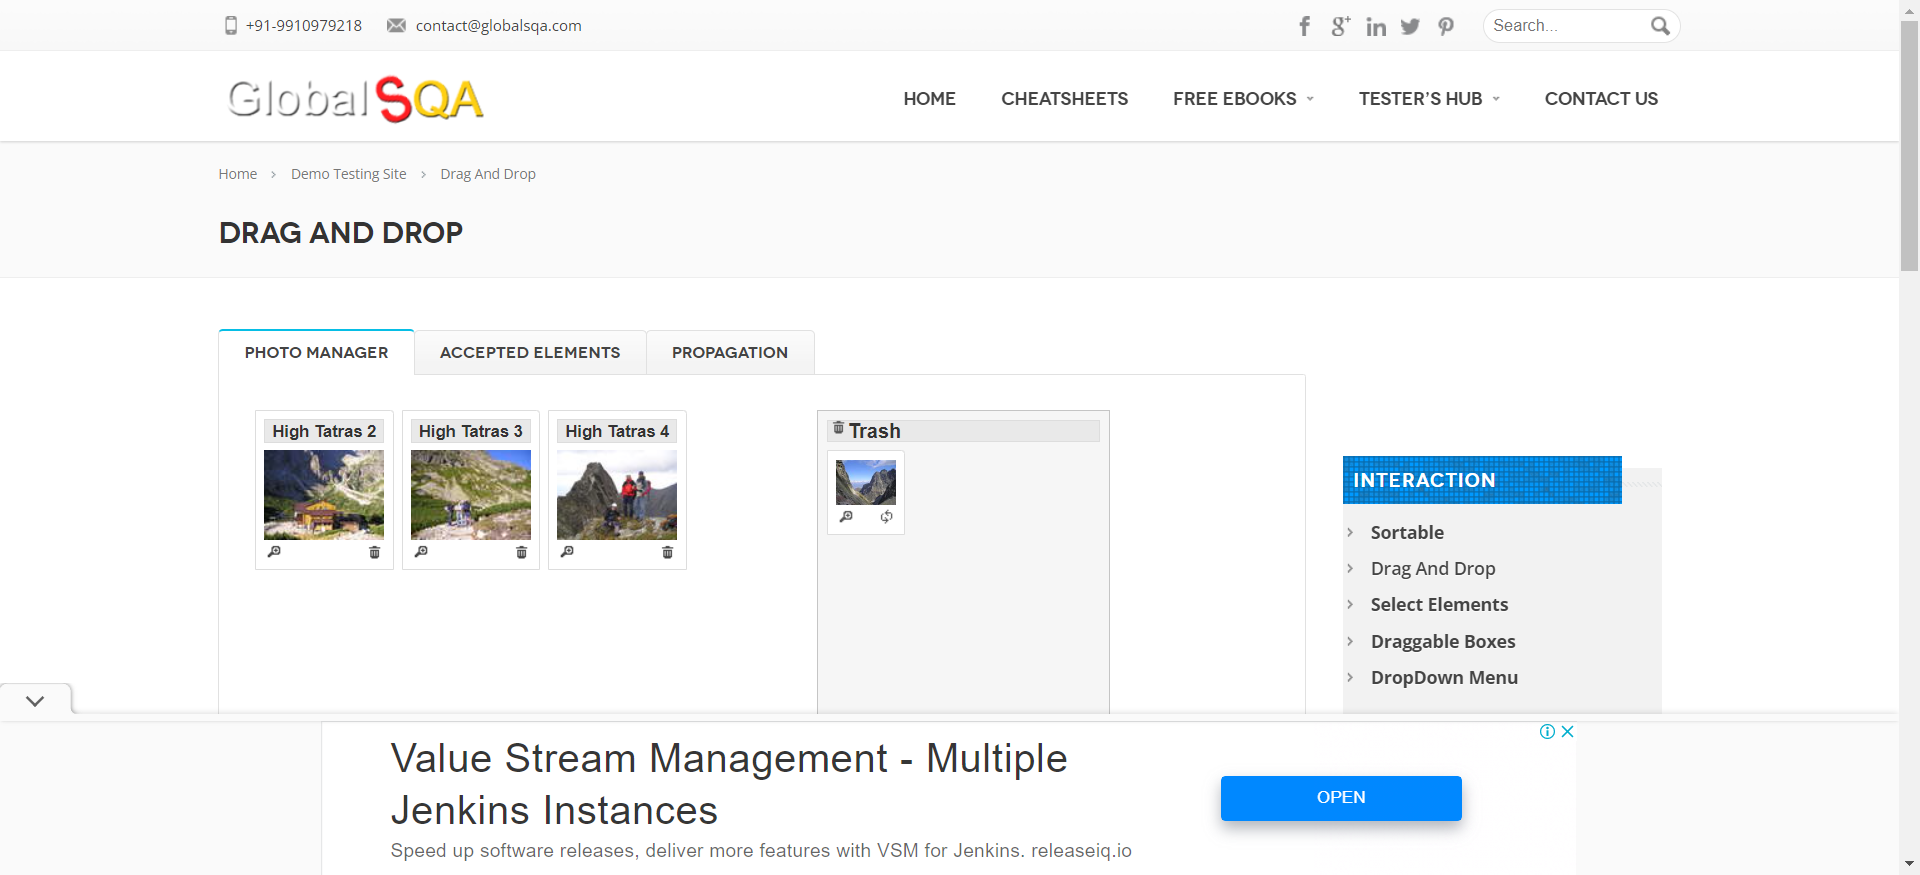 +91-9910979218 contact@globalsqa.com Search...
GlobalSQA HOME CHEATSHEETS FREE EBOOKS TESTER'S HUB CONTACT US
Home > Demo Testing Site > Drag And Drop
DRAG AND DROP
PHOTO MANAGER ACCEPTED ELEMENTS PROPAGATION
High Tatras 2 High Tatras 3 High Tatras 4 Trash
INTERACTION
Sortable
Drag And Drop
Select Elements
Draggable Boxes
DropDown Menu
Value Stream Management - Multiple
Jenkins Instances
OPEN
Speed up software releases, deliver more features with VSM for Jenkins. releaseiq.io